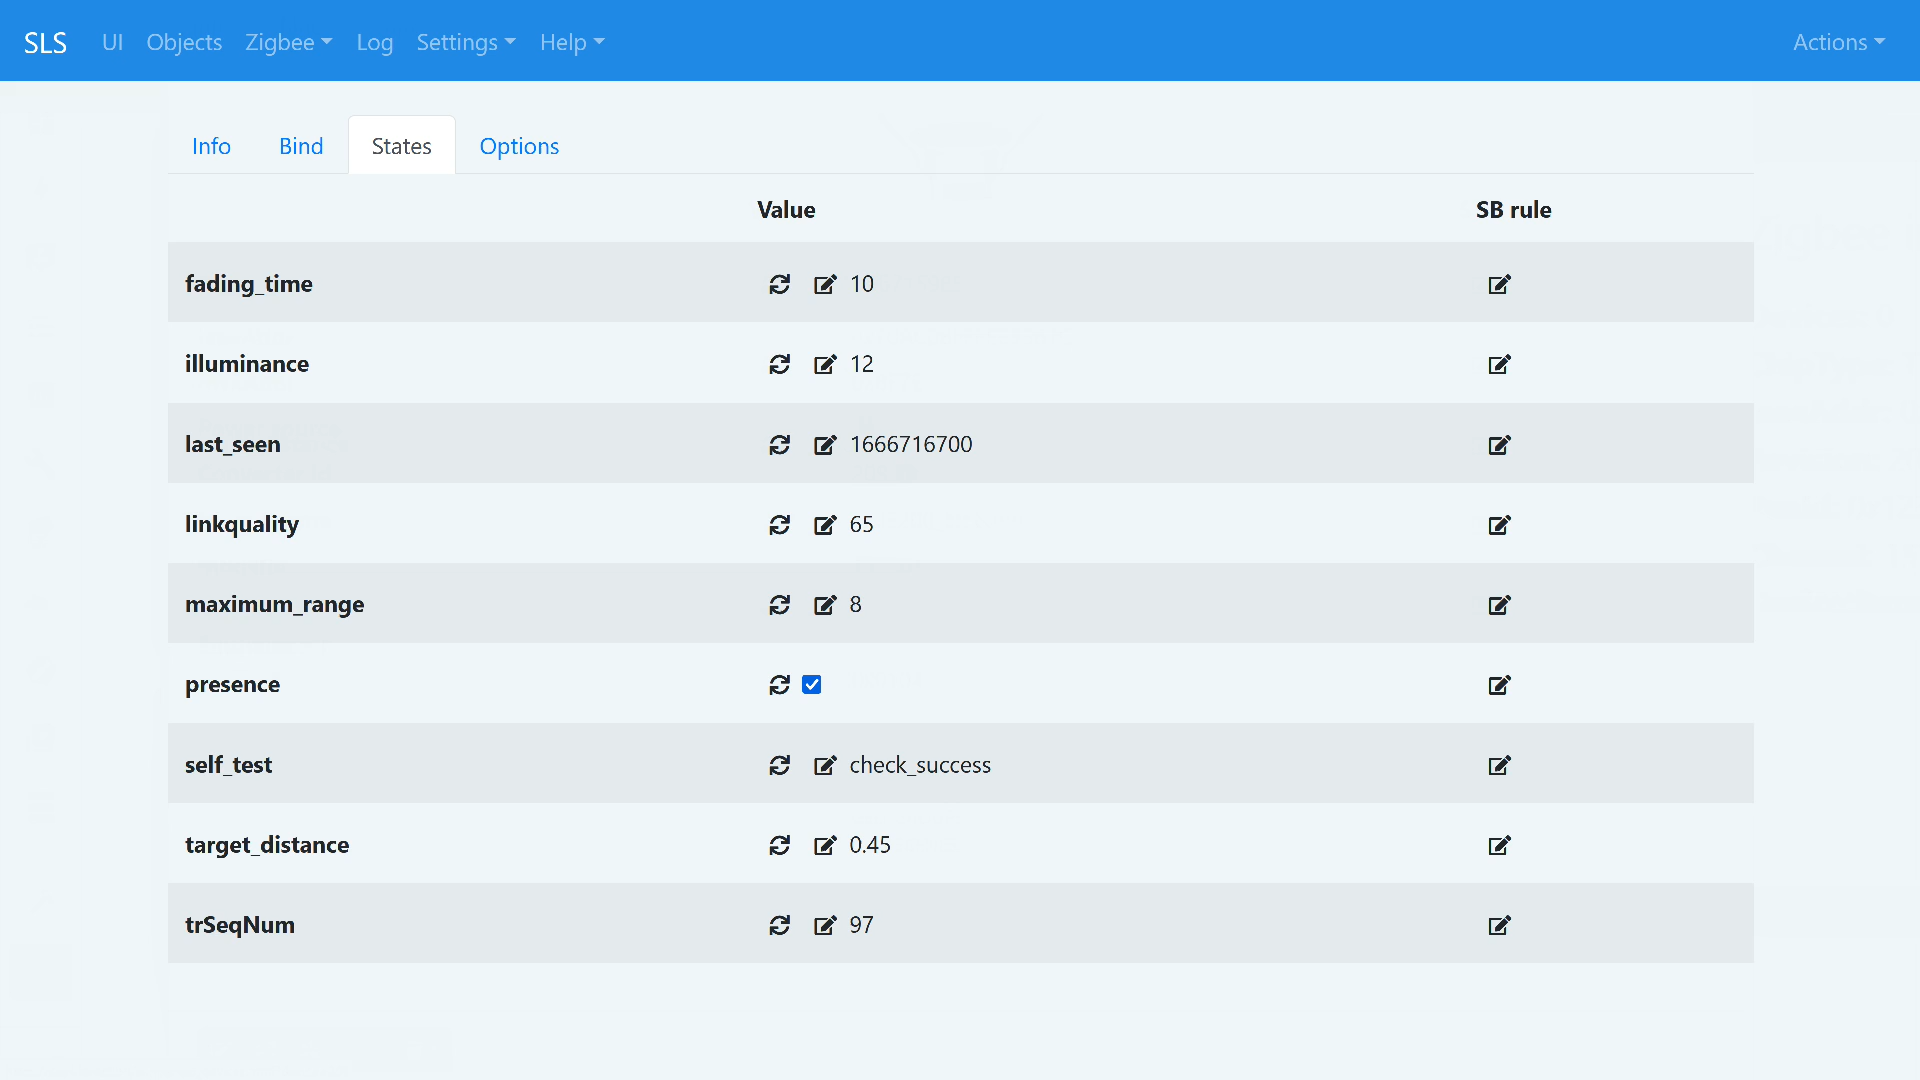 SLS UI Objects Zigbee Log Settings Help Actions
Info Bind States Options
Value SB rule
fading_time 10
illuminance 12
last_seen 1666716700
linkquality 65
maximum_range 8
presence
self_test check_success
target_distance 0.45
trSeqNum 97